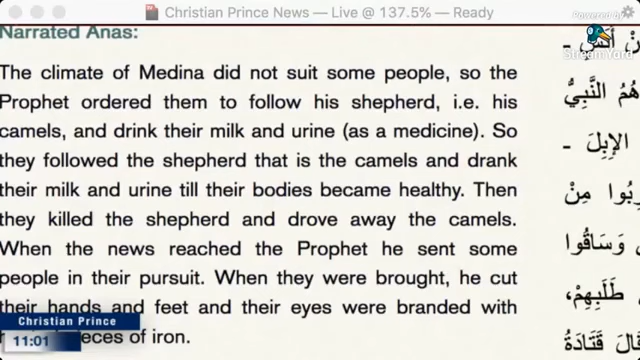 Christian Prince News — Live @ 137.5% — Ready
Powered by
StreamYard
Narrated Anas:
The climate of Medina did not suit some people, so the
Prophet ordered them to follow his shepherd, i.e. his
camels, and drink their milk and urine (as a medicine). So
they followed the shepherd that is the camels and drank
their milk and urine till their bodies became healthy. Then
they killed the shepherd and drove away the camels.
When the news reached the Prophet he sent some
people in their pursuit. When they were brought, he cut
their hands and feet and their eyes were branded with
pieces of iron.
أَنَسٍ ـ
هُمُ النَّبِيُّ
الإِبِلَ ـ
مِنْ
وَسَاقُوا
طَلَبِهِمْ،
قَتَادَةُ
Christian Prince
11:01